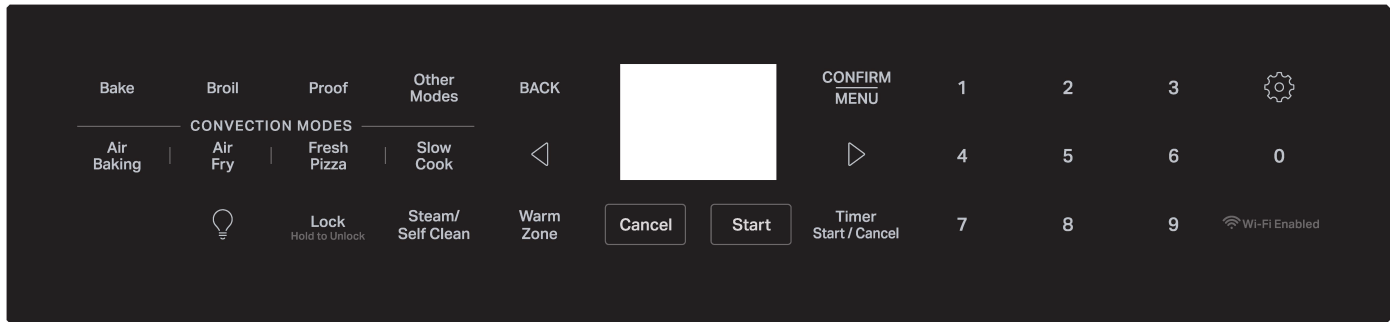 Bake
Broil
Proof
Other
Modes
BACK
CONFIRM
MENU
1
2
3
CONVECTION MODES
Air
Baking
Air
Fry
Fresh
Pizza
Slow
Cook
4
5
6
0
Lock
Hold to Unlock
Steam/
Self Clean
Warm
Zone
Cancel
Start
Timer
Start / Cancel
7
8
9
Wi-Fi Enabled